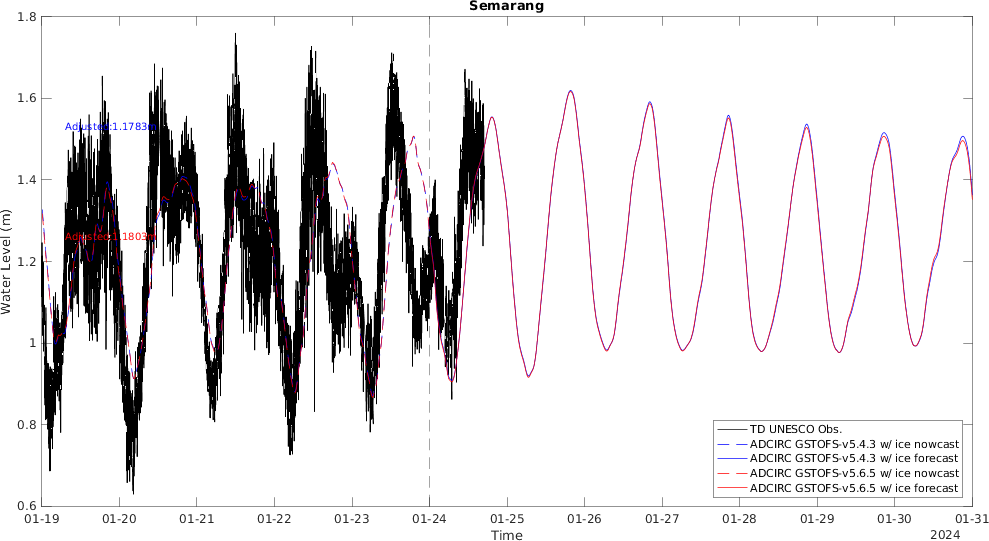 Semarang
1.8
1.6
1.4
1.2
1
0.8
0.6
Water Level (m)
Adjusted:1.1783m
Adjusted:1.1803m
TD UNESCO Obs.
ADCIRC GSTOFS-v5.4.3 w/ ice nowcast
ADCIRC GSTOFS-v5.4.3 w/ ice forecast
ADCIRC GSTOFS-v5.6.5 w/ ice nowcast
ADCIRC GSTOFS-v5.6.5 w/ ice forecast
01-19 01-20 01-21 01-22 01-23 01-24 01-25 01-26 01-27 01-28 01-29 01-30 01-31
Time
2024